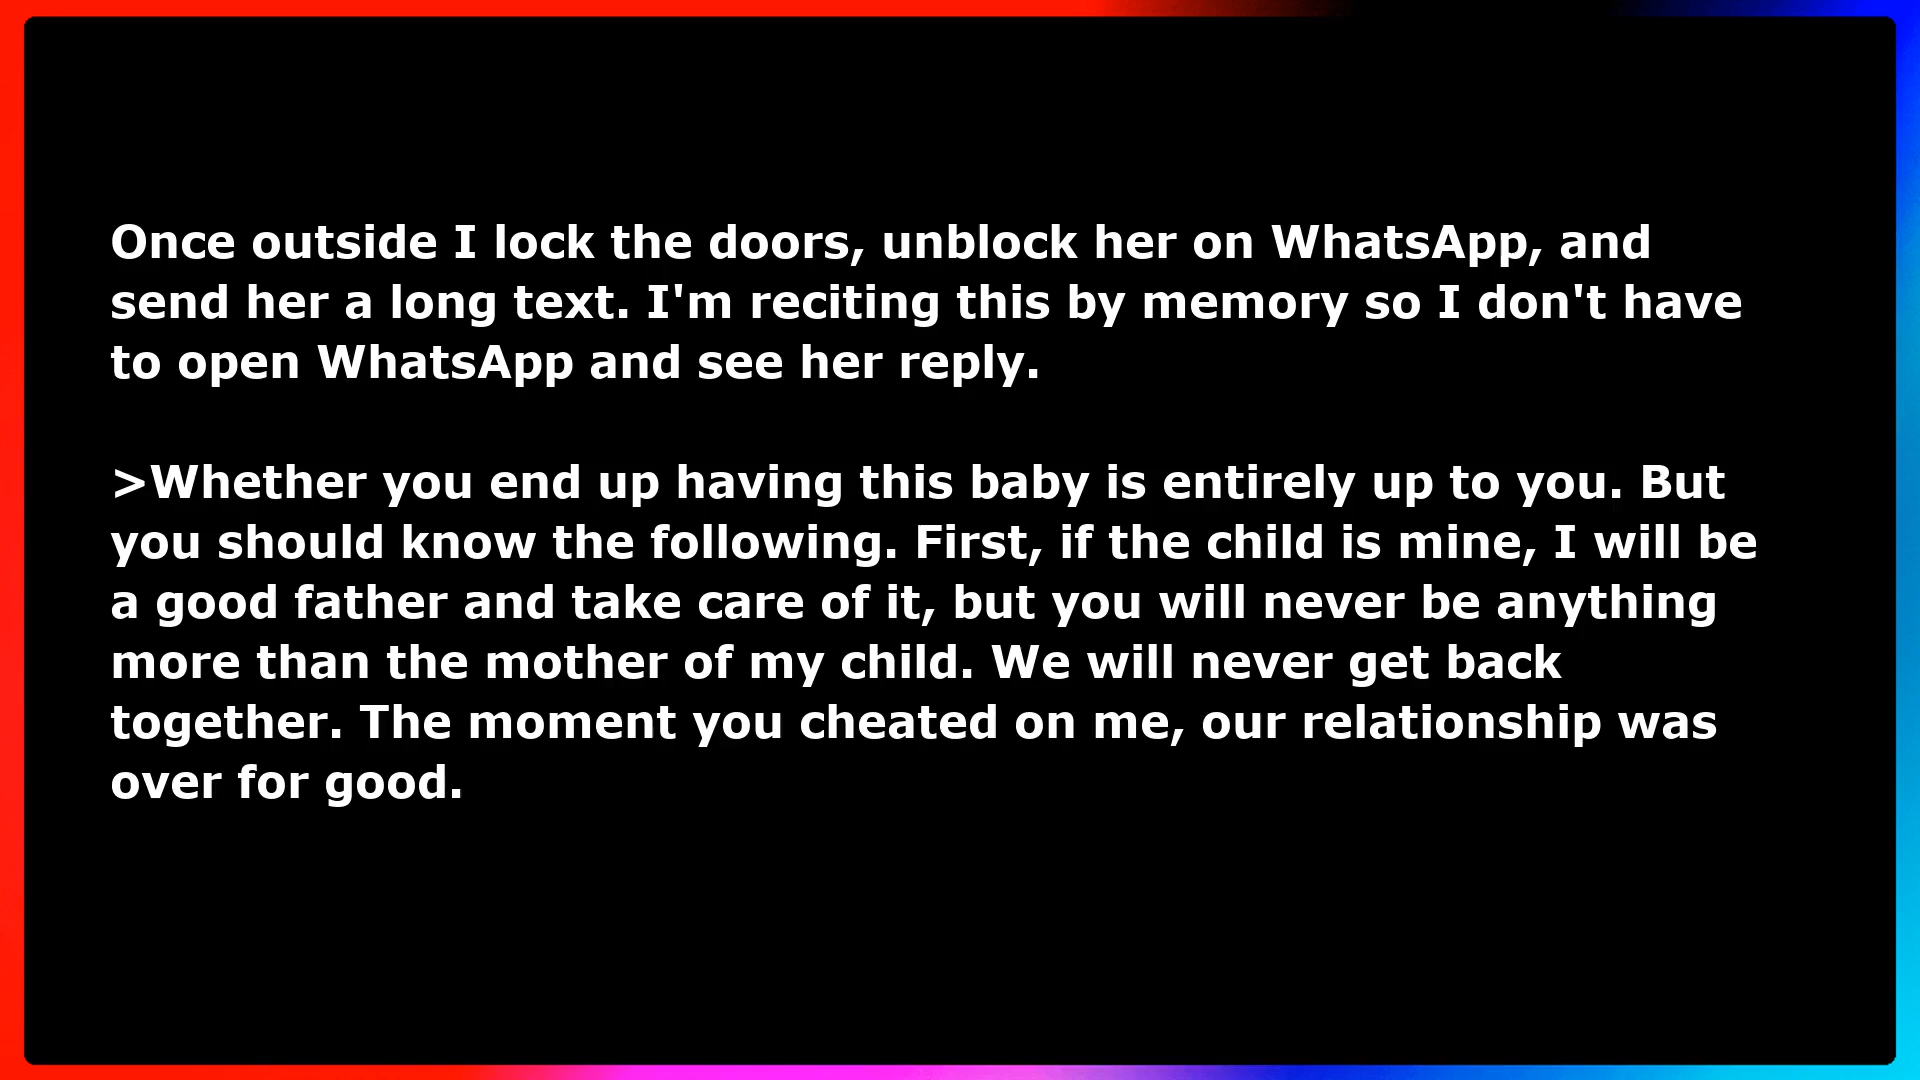 Once outside I lock the doors, unblock her on WhatsApp, and
send her a long text. I'm reciting this by memory so I don't have
to open WhatsApp and see her reply.
>Whether you end up having this baby is entirely up to you. But
you should know the following. First, if the child is mine, I will be
a good father and take care of it, but you will never be anything
more than the mother of my child. We will never get back
together. The moment you cheated on me, our relationship was
over for good.